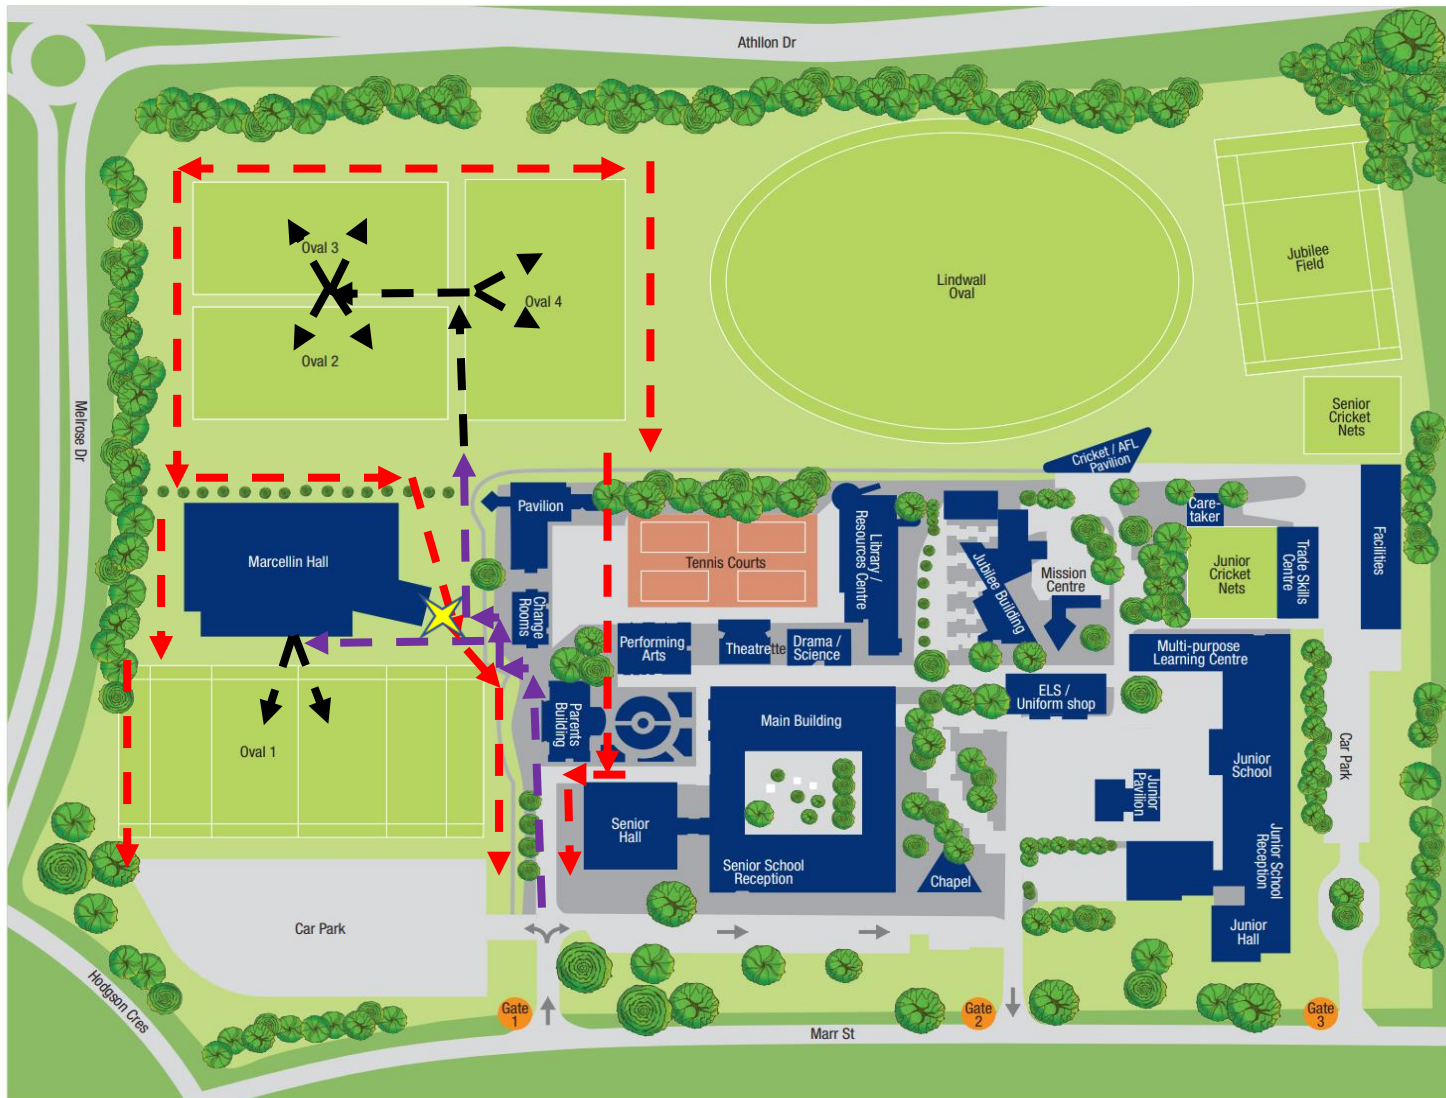 Athllon Dr
Oval 3
Oval 4
Oval 2
Lindwall
Oval
Jubilee
Field
Senior
Cricket
Nets
Melrose Dr
Cricket / AFL
Pavilion
Pavilion
Marcellin Hall
Tennis Courts
Library /
Resources Centre
Jubilee Building
Mission
Centre
Care-
taker
Junior
Cricket
Nets
Trade Skills
Centre
Facilities
Change
Rooms
Performing
Arts
Theatrette
Drama /
Science
Multi-purpose
Learning Centre
ELS /
Uniform shop
Parents
Building
Main Building
Oval 1
Junior
School
Car Park
Junior
Pavilion
Senior
Hall
Senior School
Reception
Chapel
Junior School
Reception
Junior
Hall
Car Park
Hodgson Cres
Gate
1
Gate
2
Gate
3
Marr St